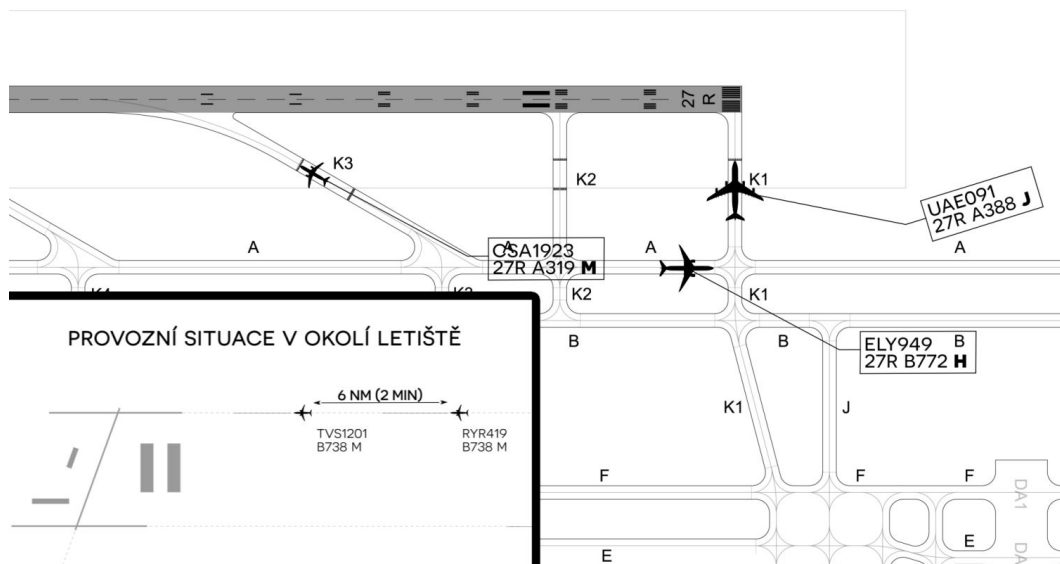 27
R
K3
K2
K1
UAE091
27R A388 J
A
A
A
A
CSA1923
27R A319 M
K2
K1
B
B
B
ELY949
27R B772 H
PROVOZNÍ SITUACE V OKOLÍ LETIŠTĚ
6 NM (2 MIN)
TVS1201
B738 M
RYR419
B738 M
K1
J
F
F
F
DA1
E
E
DA